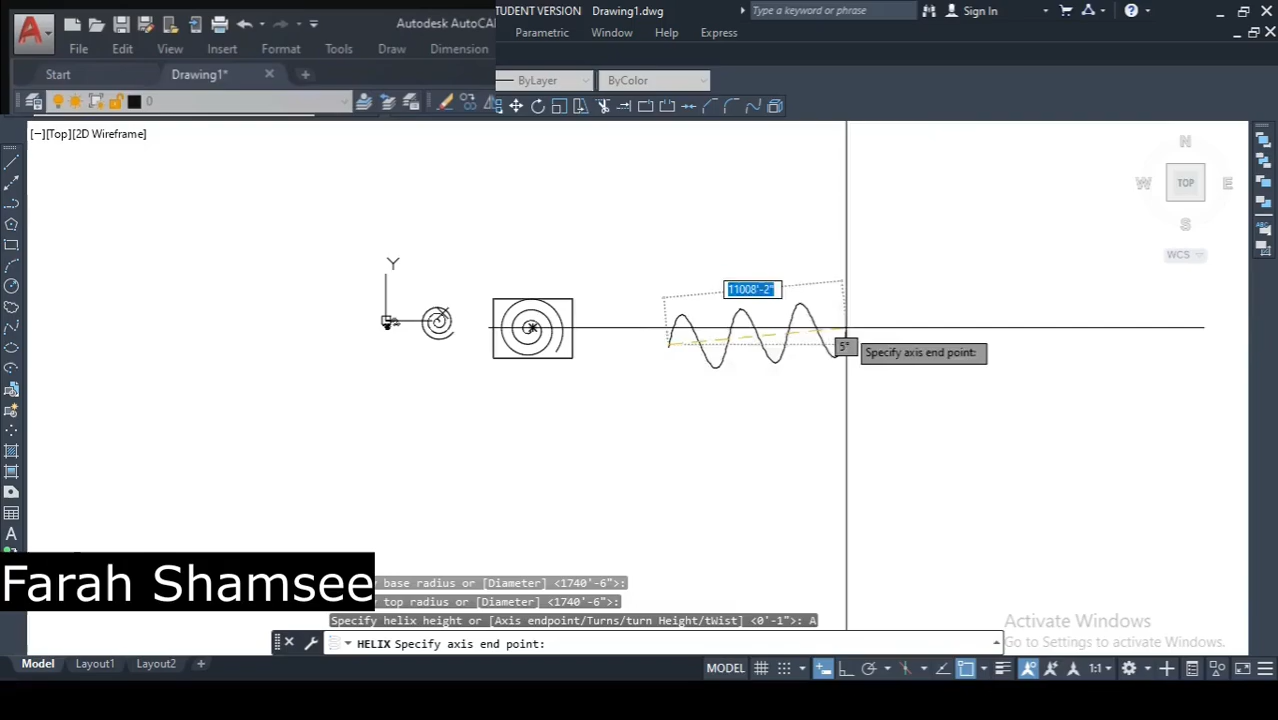 Autodesk AutoCA
TUDENT VERSION Drawing1.dwg
Type a keyword or phrase
Sign In
File Edit View Insert Format Tools Draw Dimension
Parametric Window Help Express
Start Drawing1*
0
ByLayer ByColor
[−][Top][2D Wireframe]
N
W TOP E
S
WCS
Y
11008'-2"
5°
Specify axis end point:
Farah Shamsee
base radius or [Diameter] <1740'-6">:
top radius or [Diameter] <1740'-6">:
Specify helix height or [Axis endpoint/Turns/turn Height/tWist] <0'-1">: A
HELIX Specify axis end point:
Activate Windows
Go to Settings to activate Windows.
Model Layout1 Layout2
MODEL
1:1